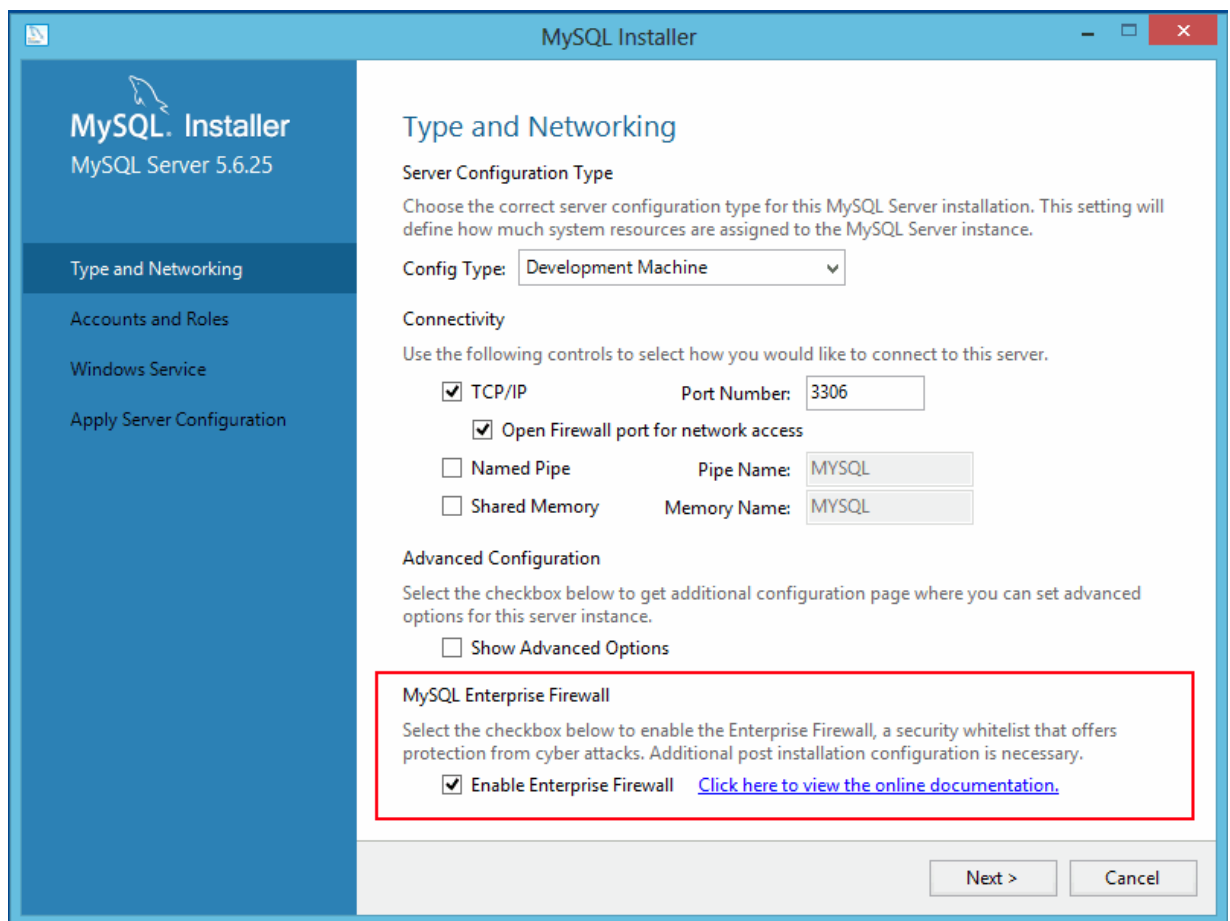 MySQL Installer
MySQL. Installer
MySQL Server 5.6.25
Type and Networking
Accounts and Roles
Windows Service
Apply Server Configuration
Type and Networking
Server Configuration Type
Choose the correct server configuration type for this MySQL Server installation. This setting will
define how much system resources are assigned to the MySQL Server instance.
Config Type: Development Machine
Connectivity
Use the following controls to select how you would like to connect to this server.
TCP/IP Port Number: 3306
Open Firewall port for network access
Named Pipe Pipe Name: MYSQL
Shared Memory Memory Name: MYSQL
Advanced Configuration
Select the checkbox below to get additional configuration page where you can set advanced
options for this server instance.
Show Advanced Options
MySQL Enterprise Firewall
Select the checkbox below to enable the Enterprise Firewall, a security whitelist that offers
protection from cyber attacks. Additional post installation configuration is necessary.
Enable Enterprise Firewall Click here to view the online documentation.
Next > Cancel